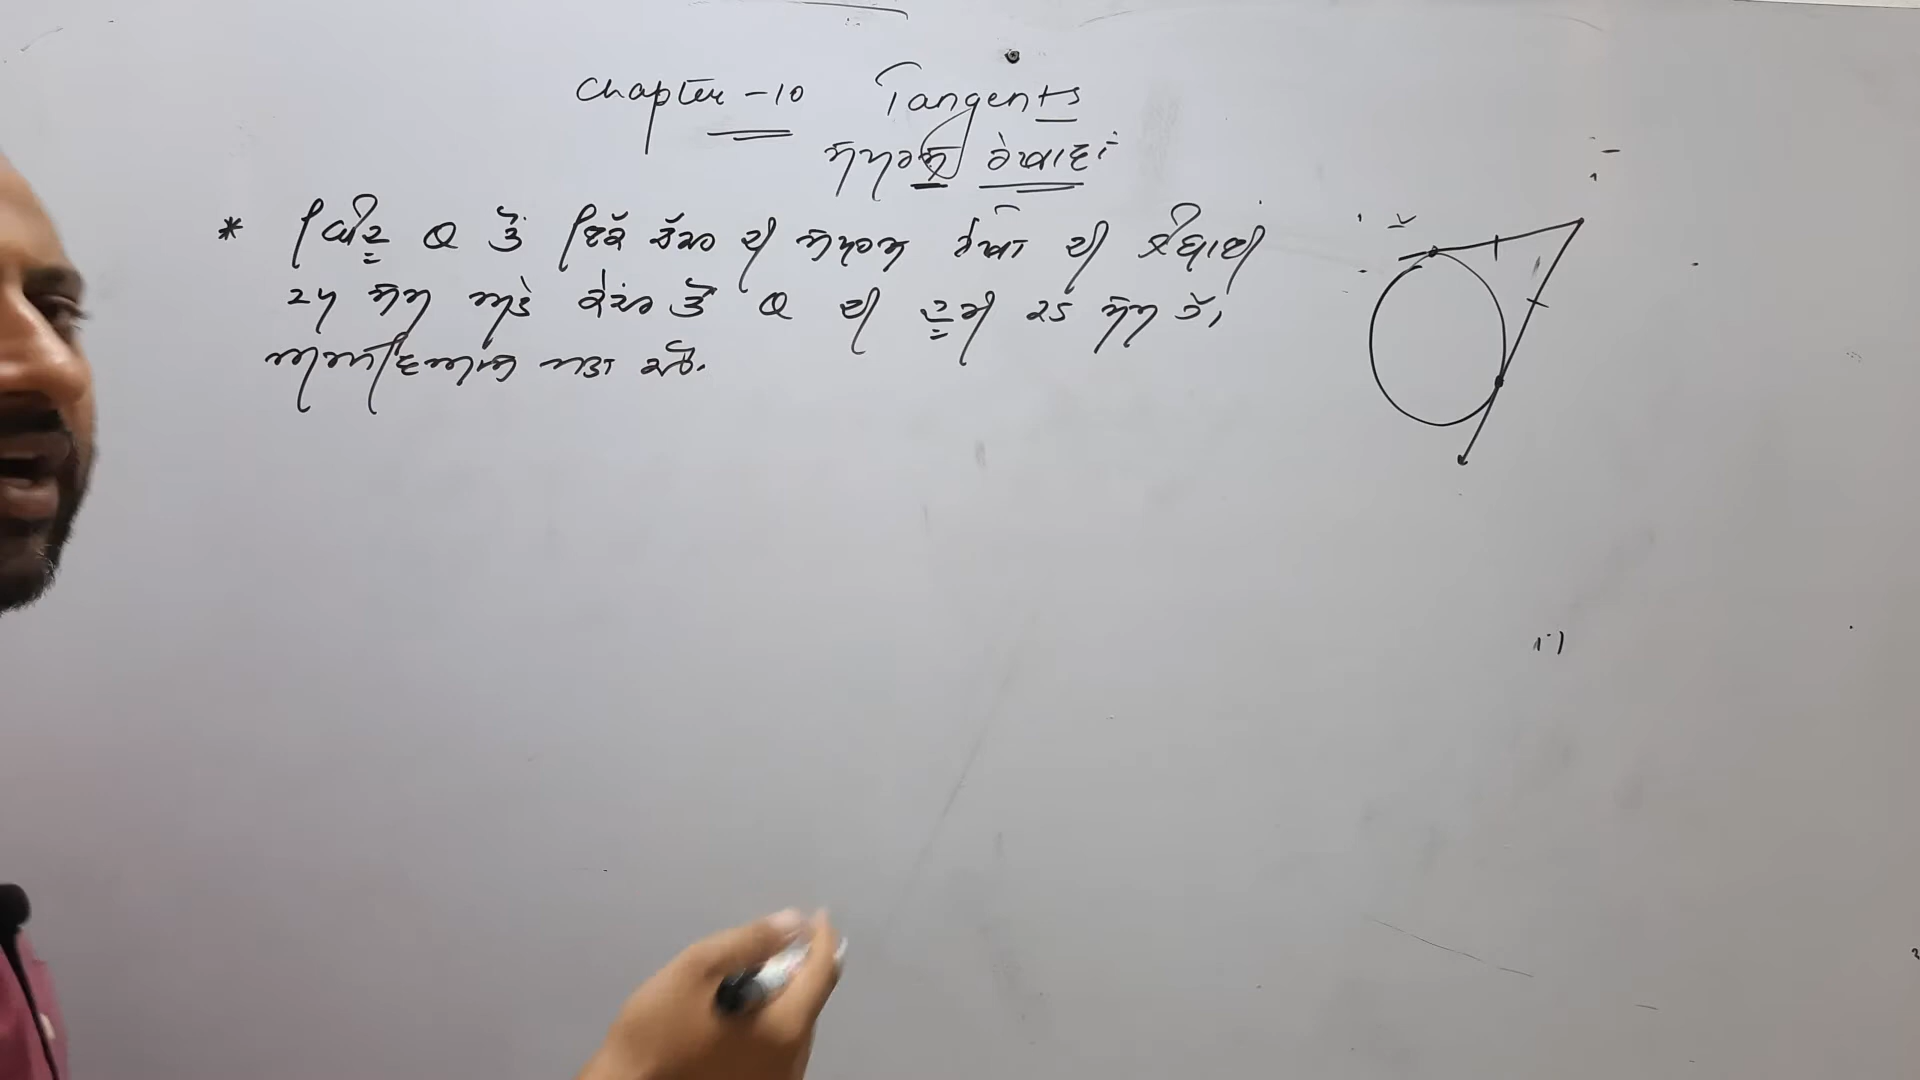 Chapter - 10 Tangents
ਸਪਰਸ਼ ਰੇਖਾਵਾਂ
* ਬਿੰਦੂ Q ਤੋਂ ਇੱਕ ਚੱਕਰ ਦੀ ਸਪਰਸ਼ ਰੇਖਾ ਦੀ ਲੰਬਾਈ
24 ਸਮ ਅਤੇ ਕੇਂਦਰ ਤੋਂ Q ਦੀ ਦੂਰੀ 25 ਸਮ ਹੈ,
ਅਰਧਵਿਆਸ ਪਤਾ ਕਰੋ.